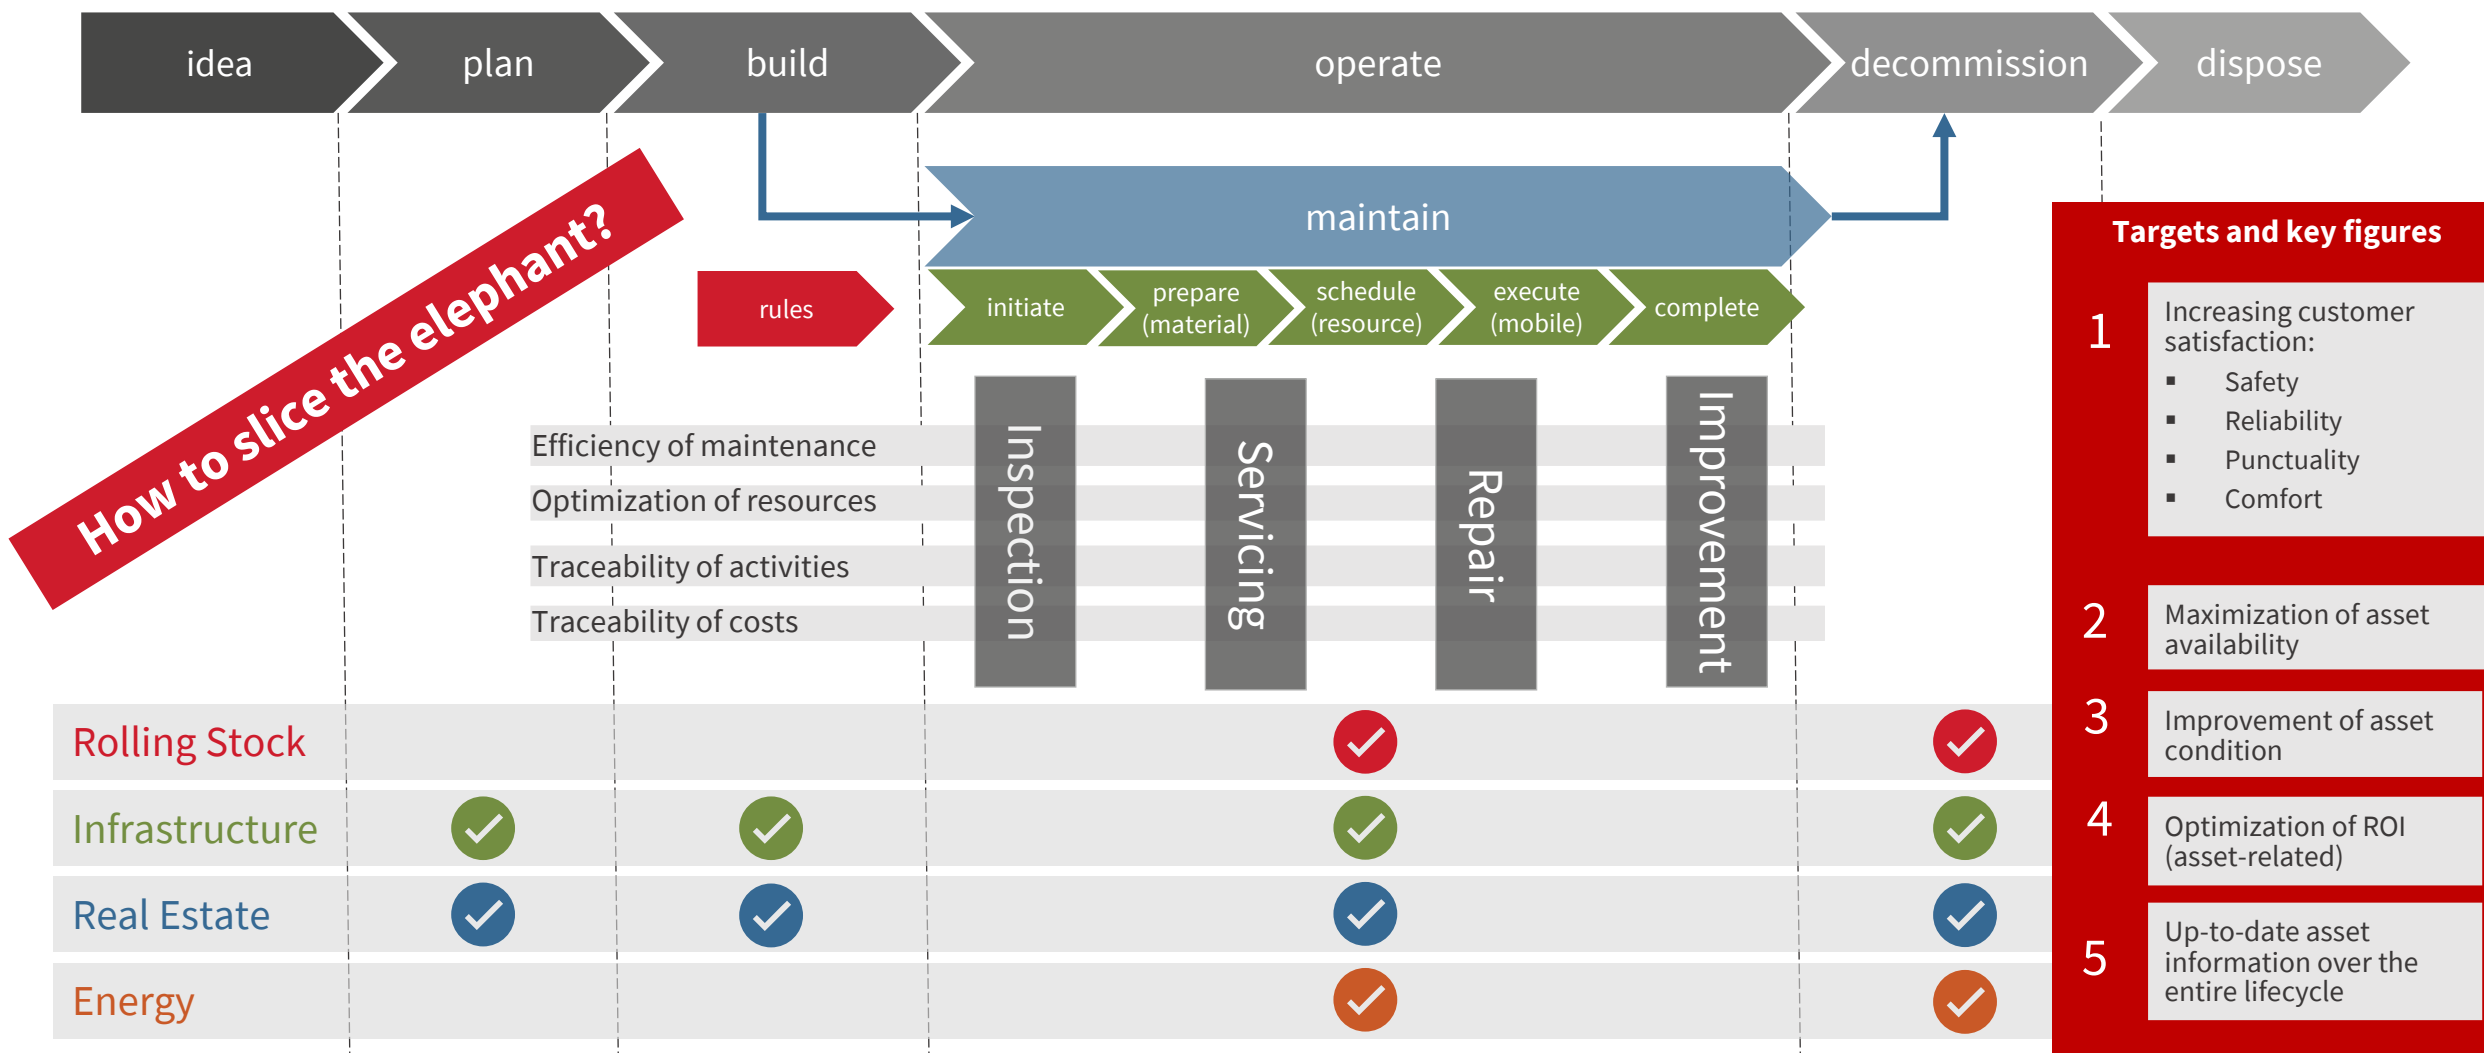 idea
plan
build
operate
decommission
dispose
How to slice the elephant?
maintain
rules
initiate
prepare
(material)
schedule
(resource)
execute
(mobile)
complete
Inspection
Servicing
Repair
Improvement
Efficiency of maintenance
Optimization of resources
Traceability of activities
Traceability of costs
Rolling Stock
Infrastructure
Real Estate
Energy
Targets and key figures
1
Increasing customer
satisfaction:
▪ Safety
▪ Reliability
▪ Punctuality
▪ Comfort
2
Maximization of asset
availability
3
Improvement of asset
condition
4
Optimization of ROI
(asset-related)
5
Up-to-date asset
information over the
entire lifecycle